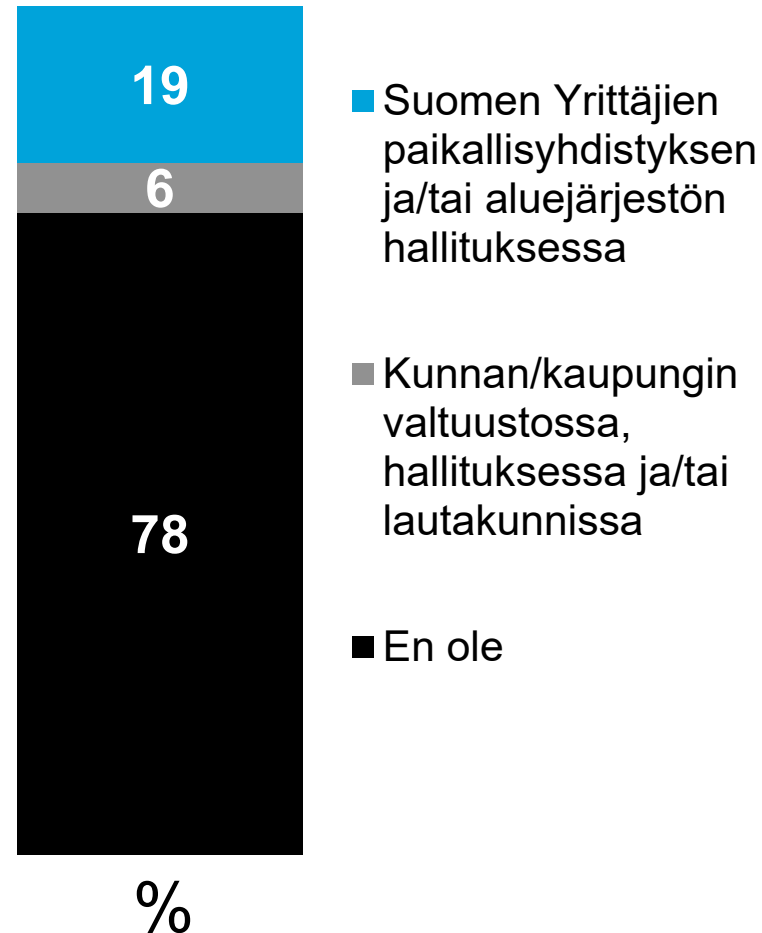 19
6
78
%
Suomen Yrittäjien
paikallisyhdistyksen
ja/tai aluejärjestön
hallituksessa
Kunnan/kaupungin
valtuustossa,
hallituksessa ja/tai
lautakunnissa
En ole